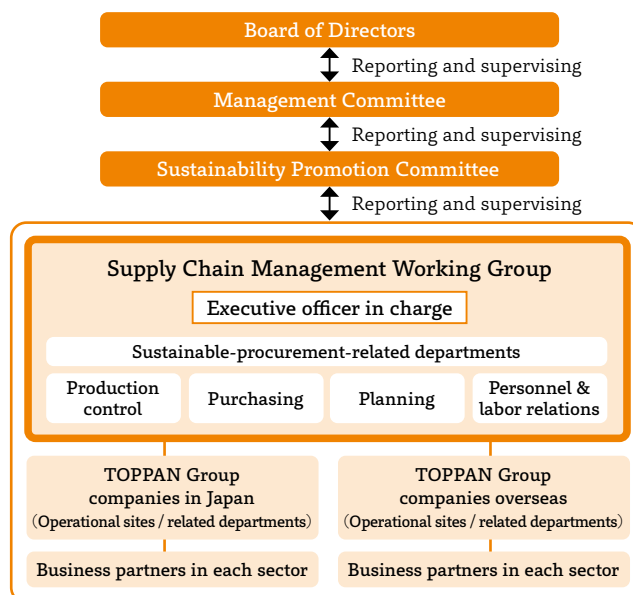 Board of Directors
Reporting and supervising
Management Committee
Reporting and supervising
Sustainability Promotion Committee
Reporting and supervising
Supply Chain Management Working Group
Executive officer in charge
Sustainable-procurement-related departments
Production
control
Purchasing
Planning
Personnel &
labor relations
TOPPAN Group
companies in Japan
(Operational sites / related departments)
TOPPAN Group
companies overseas
(Operational sites / related departments)
Business partners in each sector
Business partners in each sector